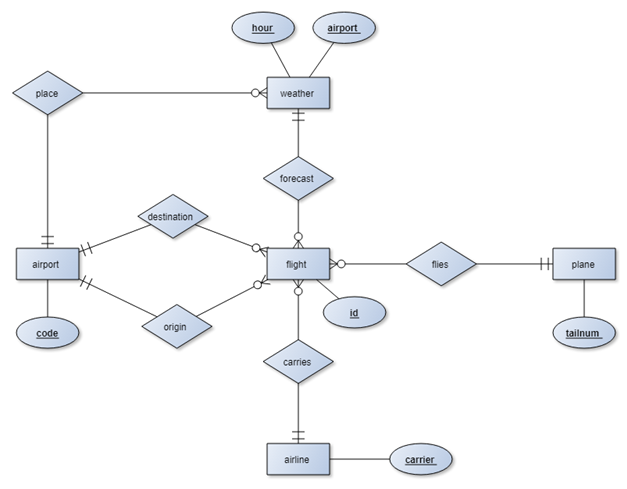 hour
airport
place
weather
forecast
destination
airport
flight
flies
plane
origin
id
code
tailnum
carries
airline
carrier